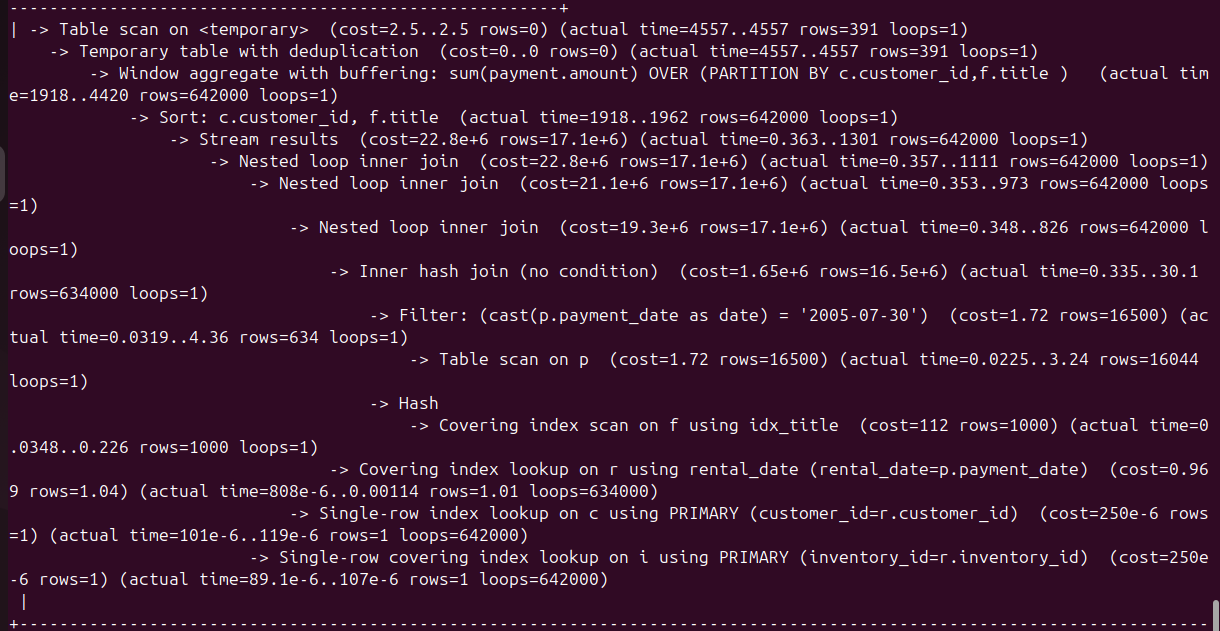 --------------------------------------------------------+
| -> Table scan on <temporary>  (cost=2.5..2.5 rows=0) (actual time=4557..4557 rows=391 loops=1)
    -> Temporary table with deduplication  (cost=0..0 rows=0) (actual time=4557..4557 rows=391 loops=1)
        -> Window aggregate with buffering: sum(payment.amount) OVER (PARTITION BY c.customer_id,f.title )   (actual tim
e=1918..4420 rows=642000 loops=1)
            -> Sort: c.customer_id, f.title  (actual time=1918..1962 rows=642000 loops=1)
                -> Stream results  (cost=22.8e+6 rows=17.1e+6) (actual time=0.363..1301 rows=642000 loops=1)
                    -> Nested loop inner join  (cost=22.8e+6 rows=17.1e+6) (actual time=0.357..1111 rows=642000 loops=1)
                        -> Nested loop inner join  (cost=21.1e+6 rows=17.1e+6) (actual time=0.353..973 rows=642000 loops
=1)
                            -> Nested loop inner join  (cost=19.3e+6 rows=17.1e+6) (actual time=0.348..826 rows=642000 l
oops=1)
                                -> Inner hash join (no condition)  (cost=1.65e+6 rows=16.5e+6) (actual time=0.335..30.1
rows=634000 loops=1)
                                    -> Filter: (cast(p.payment_date as date) = '2005-07-30')  (cost=1.72 rows=16500) (ac
tual time=0.0319..4.36 rows=634 loops=1)
                                        -> Table scan on p  (cost=1.72 rows=16500) (actual time=0.0225..3.24 rows=16044
loops=1)
                                    -> Hash
                                        -> Covering index scan on f using idx_title  (cost=112 rows=1000) (actual time=0
.0348..0.226 rows=1000 loops=1)
                                -> Covering index lookup on r using rental_date (rental_date=p.payment_date)  (cost=0.96
9 rows=1.04) (actual time=808e-6..0.00114 rows=1.01 loops=634000)
                            -> Single-row index lookup on c using PRIMARY (customer_id=r.customer_id)  (cost=250e-6 rows
=1) (actual time=101e-6..119e-6 rows=1 loops=642000)
                        -> Single-row covering index lookup on i using PRIMARY (inventory_id=r.inventory_id)  (cost=250e
-6 rows=1) (actual time=89.1e-6..107e-6 rows=1 loops=642000)
 |
+-----------------------------------------------------------------------------------------------------------------------